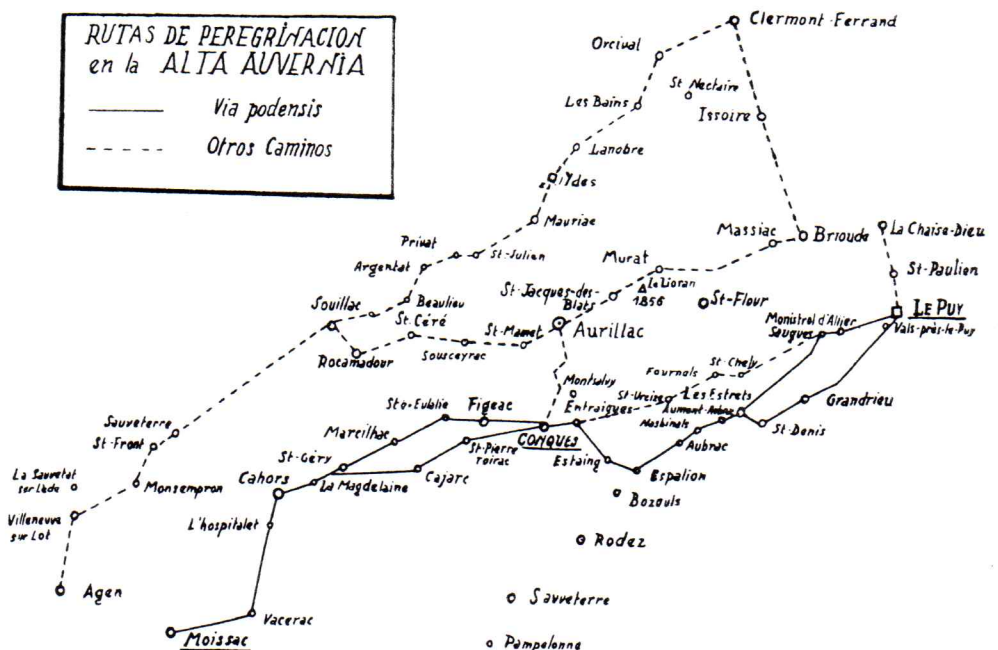 RUTAS DE PEREGRINACION
en la ALTA AUVERNIA
Via podensis
Otros Caminos
Clermont-Ferrand
Orcival
St Nectaire
Les Bains
Issoire
Lanobre
Ydes
Mauriac
Massiac
Brioude
La Chaise-Dieu
Privat
St-Julien
Murat
Argentat
St-Paulien
Le Lioran
1856
St-Jacques-des-
Blats
St-Flour
Beaulieu
Souillac
LE PUY
St-Céré
St-Mamet
Aurillac
Monistrol d'Allier
Saugues
Vals-près-le-Puy
Rocamadour
Sousceyrac
St-Chely
Fournals
Montsalvy
St-Urcize
Les Estrets
Grandrieu
Ste-Eulalie
Figeac
Entraigues
Aumont-Aubrac
Nasbinals
Sauveterre
St-Front
Marcilhac
CONQUES
St-Denis
St-Pierre
Toirac
Estaing
Aubrac
St-Géry
La Sauvetat
sur Lède
Cajarc
Espalion
Monsempron
Cahors
La Magdelaine
Bozouls
Villeneuve
sur Lot
L'hospitalet
Rodez
Agen
Sauveterre
Vacerac
Moissac
Pampelonne